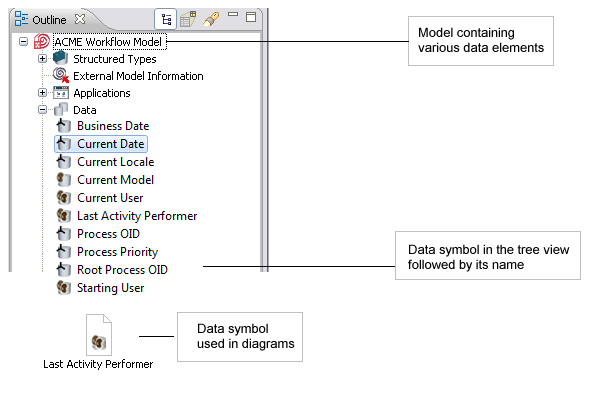 Outline
ACME Workflow Model
Structured Types
External Model Information
Applications
Data
Business Date
Current Date
Current Locale
Current Model
Current User
Last Activity Performer
Process OID
Process Priority
Root Process OID
Starting User
Model containing
various data elements
Data symbol in the tree view
followed by its name
Data symbol
used in diagrams
Last Activity Performer